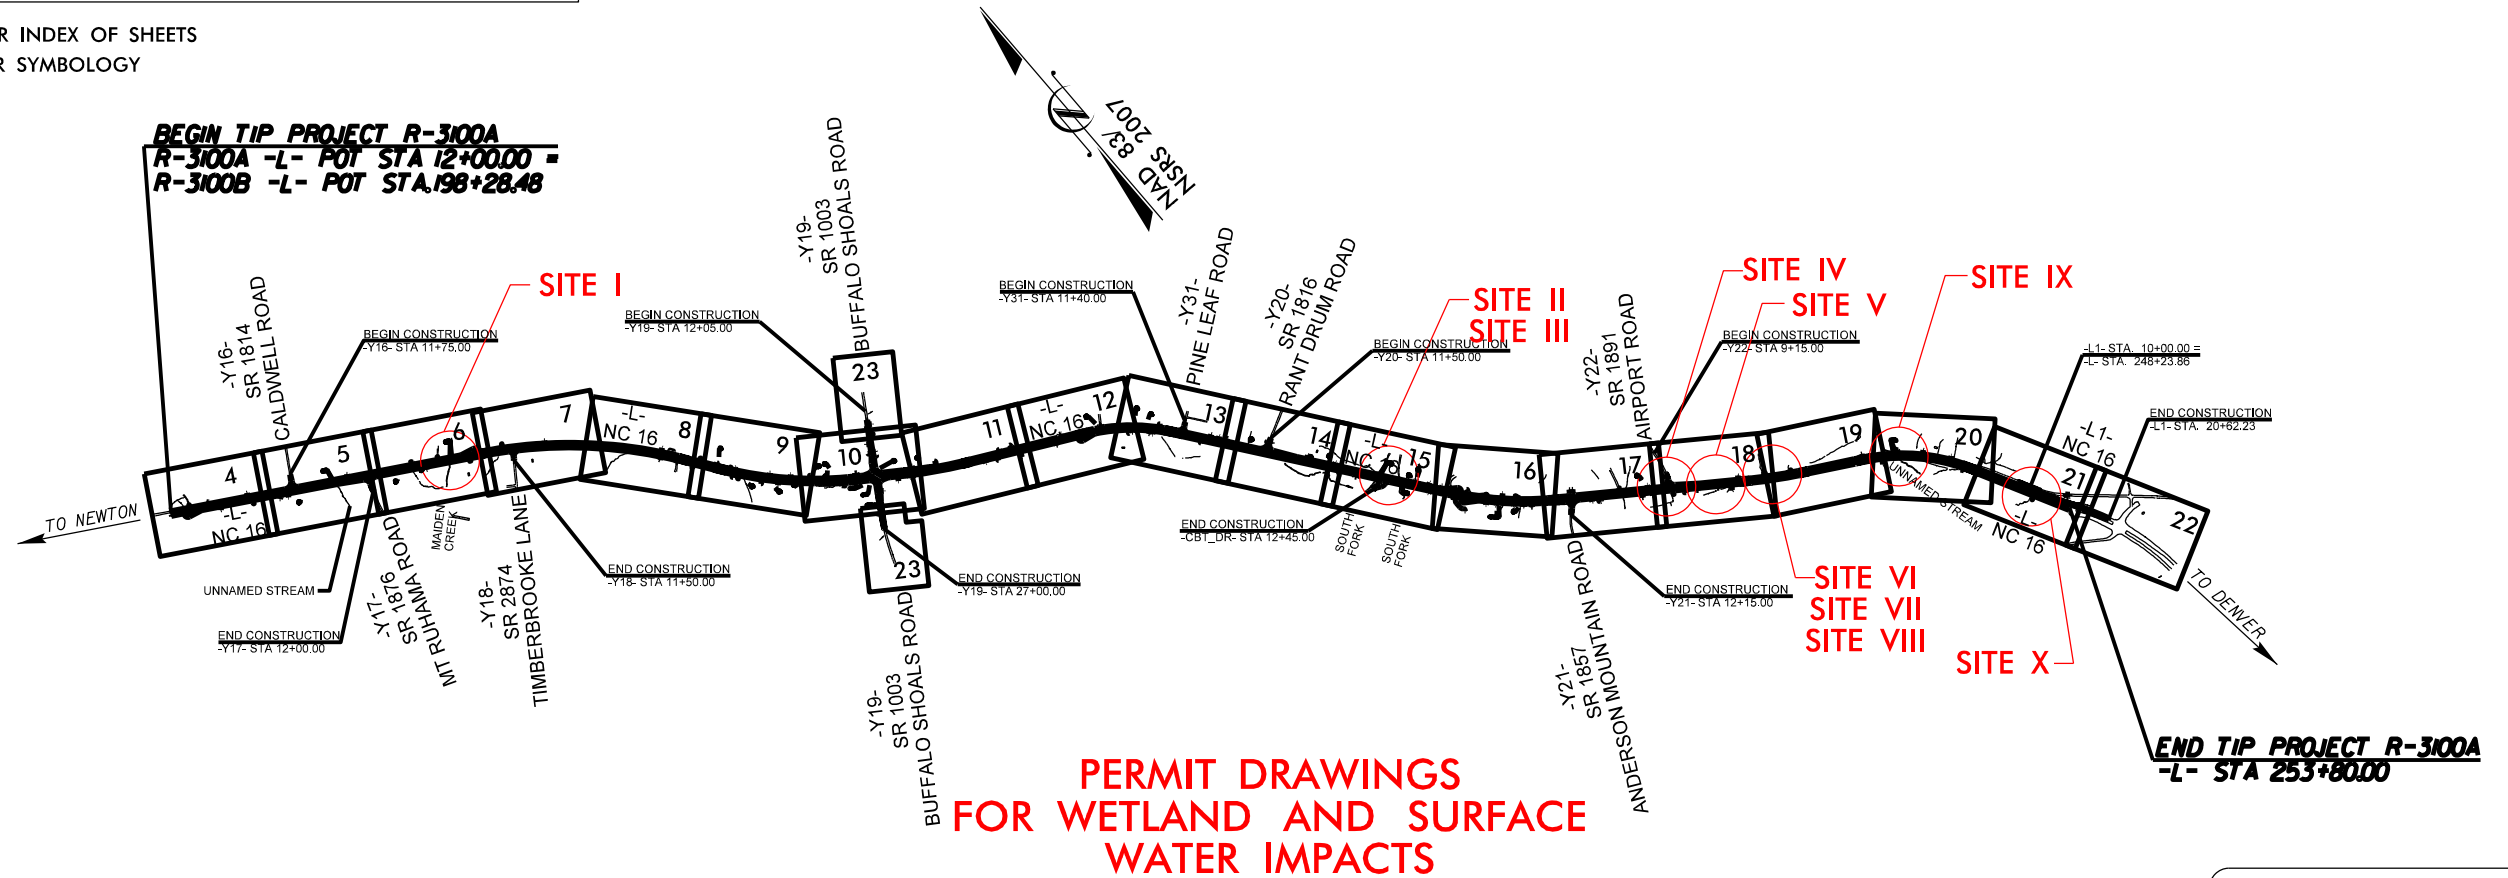 R INDEX OF SHEETS
R SYMBOLOGY
BEGIN TIP PROJECT R-3100A
R-3100A -L- POT STA 12+00.00 =
R-3100B -L- POT STA. 198+28.48
NAD 83/
NSRS 2007
SITE I
SITE II
SITE III
SITE IV
SITE V
SITE IX
-Y16-
SR 1814
CALDWELL ROAD
BEGIN CONSTRUCTION
-Y16- STA 11+75.00
BEGIN CONSTRUCTION
-Y19- STA 12+05.00
-Y19-
SR 1003
BUFFALO SHOALS ROAD
BEGIN CONSTRUCTION
-Y31- STA 11+40.00
-Y31-
PINE LEAF ROAD
-Y20-
SR 1816
RANT DRUM ROAD
BEGIN CONSTRUCTION
-Y20- STA 11+50.00
-Y22-
SR 1891
AIRPORT ROAD
BEGIN CONSTRUCTION
-Y22- STA 9+15.00
-L1- STA. 10+00.00 =
-L- STA. 248+23.86
END CONSTRUCTION
-L1- STA. 20+62.23
TO NEWTON
4
-L-
NC 16
5
6
7
-L-
NC 16
8
9
10
23
23
11
-L-
NC 16
12
13
14
-L-
NC 16
15
16
17
18
19
20
21
22
-L1-
NC 16
-L-
NC 16
UNNAMED STREAM
TO DENVER
UNNAMED STREAM
END CONSTRUCTION
-Y17- STA 12+00.00
-Y17-
SR 1876
MT RUHAMA ROAD
MAIDEN
CREEK
-Y18-
SR 2874
TIMBERBROOKE LANE
END CONSTRUCTION
-Y18- STA 11+50.00
-Y19-
SR 1003
BUFFALO SHOALS ROAD
END CONSTRUCTION
-Y19- STA 27+00.00
END CONSTRUCTION
-CBT_DR- STA 12+45.00
SOUTH
FORK
SOUTH
FORK
-Y21-
SR 1857
ANDERSON MOUNTAIN ROAD
END CONSTRUCTION
-Y21- STA 12+15.00
SITE VI
SITE VII
SITE VIII
SITE X
END TIP PROJECT R-3100A
-L- STA 253+80.00
PERMIT DRAWINGS
FOR WETLAND AND SURFACE
WATER IMPACTS